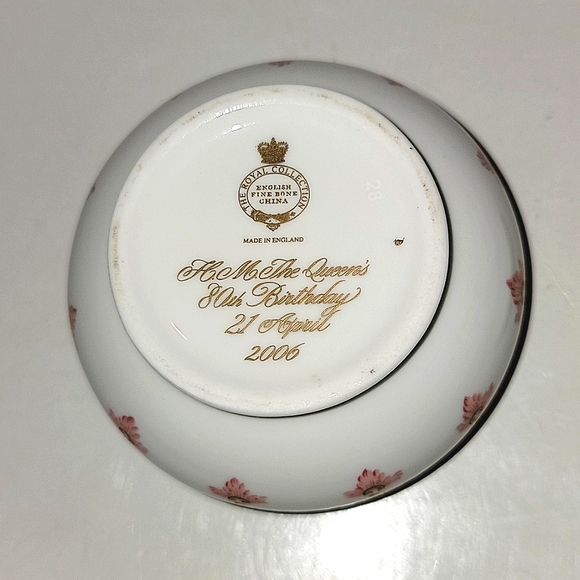 THE ROYAL COLLECTION
ENGLISH
FINE BONE
CHINA
MADE IN ENGLAND
H.M. The Queen's
80th Birthday
21 April
2006
28